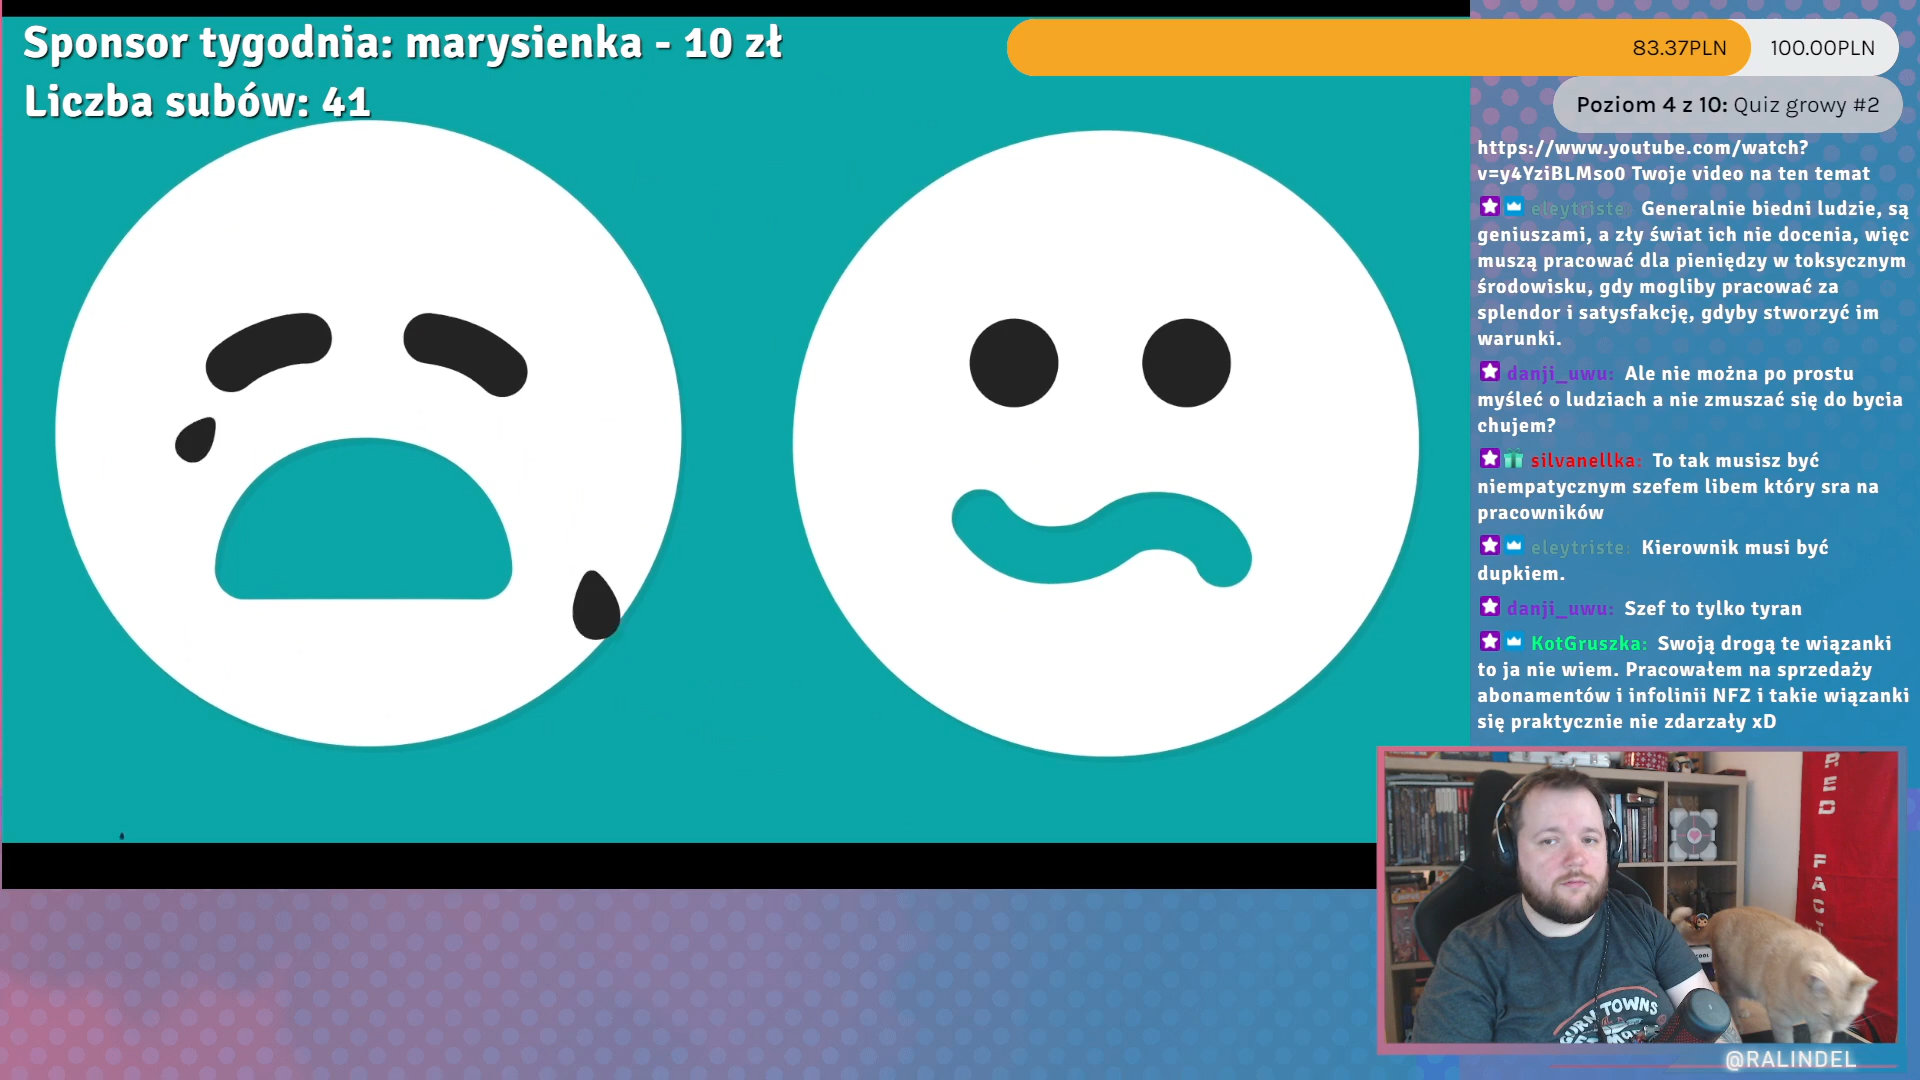 Sponsor tygodnia: marysienka - 10 zł
Liczba subów: 41
83.37PLN 100.00PLN
Poziom 4 z 10: Quiz growy #2
https://www.youtube.com/watch?
v=y4YziBLMso0 Twoje video na ten temat
eleytriste: Generalnie biedni ludzie, są
geniuszami, a zły świat ich nie docenia, więc
muszą pracować dla pieniędzy w toksycznym
środowisku, gdy mogliby pracować za
splendor i satysfakcję, gdyby stworzyć im
warunki.
danji_uwu: Ale nie można po prostu
myśleć o ludziach a nie zmuszać się do bycia
chujem?
silvanellka: To tak musisz być
niempatycznym szefem libem który sra na
pracowników
eleytriste: Kierownik musi być
dupkiem.
danji_uwu: Szef to tylko tyran
KotGruszka: Swoją drogą te wiązanki
to ja nie wiem. Pracowałem na sprzedaży
abonamentów i infolinii NFZ i takie wiązanki
się praktycznie nie zdarzały xD
RED
FAC
TOWNS
@RALINDEL